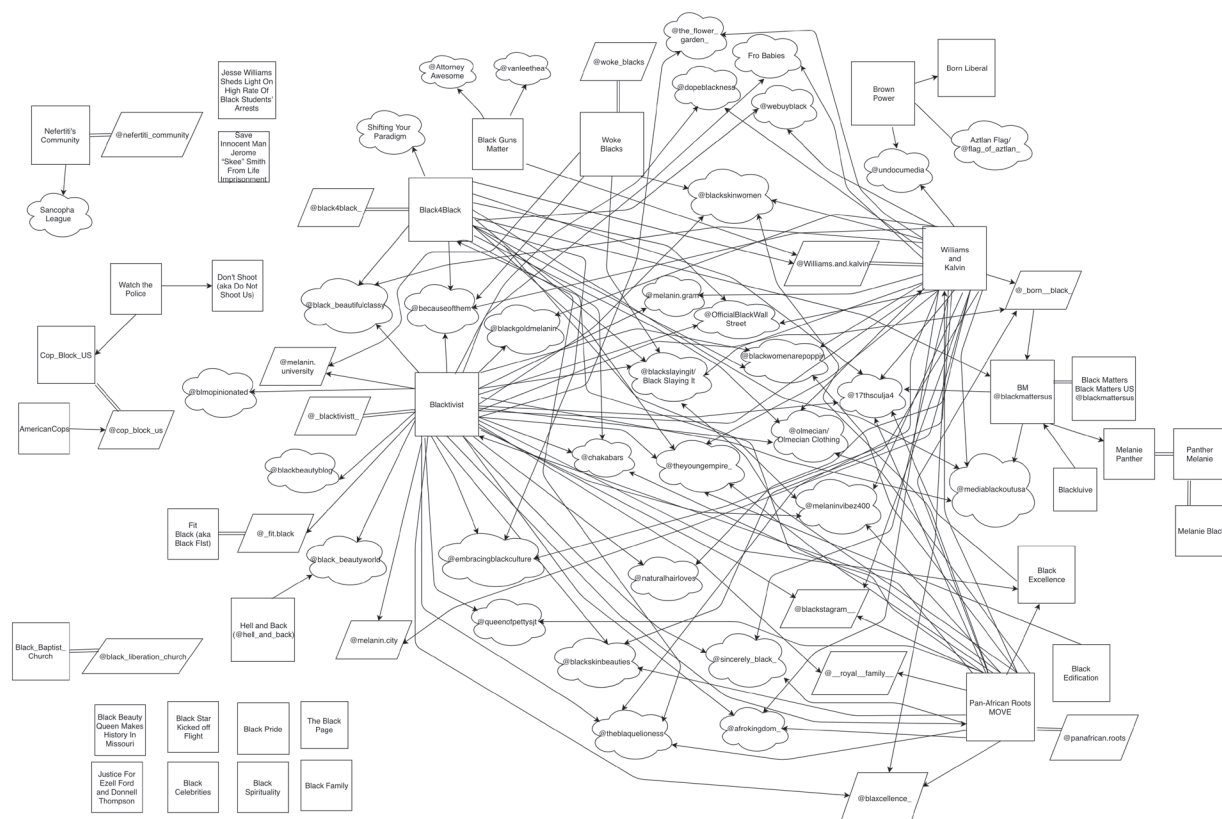 @the_flower_
garden_
Fro Babies
@woke_blacks
@Attorney
Awesome
@vanleethea
@dopeblackness
@webuyblack
Brown
Power
Born Liberal
Jesse Williams
Sheds Light On
High Rate Of
Black Students'
Arrests
Nefertiti's
Community
@nefertiti_community
Save
Innocent Man
Jerome
"Skee" Smith
From Life
Imprisonment
Shifting Your
Paradigm
Black Guns
Matter
Woke
Blacks
Aztlan Flag/
@flag_of_aztlan_
@undocumedia
Sancopha
League
@black4black_
Black4Black
@blackskinwomen
Williams
and
Kalvin
@Williams.and.kalvin
Watch the
Police
Don't Shoot
(aka Do Not
Shoot Us)
@black_beautifulclassy
@becauseofthem
@melanin.gram
@_born__black_
@OfficialBlackWall
Street
@blackgoldmelanin
Cop_Block_US
@melanin.
university
@blackwomenarepoppin
@blackslayingit/
Black Slaying It
@blmopinionated
Blacktivist
@_blacktivistt_
@17thsoulja4
BM
@blackmattersus
Black Matters
Black Matters US
@blackmattersus
AmericanCops
@cop_block_us
@olmecian/
Olmecian Clothing
@blackbeautyblog
@chakabars
@theyoungempire_
Melanie
Panther
Panther
Melanie
Blackluive
@mediablackoutusa
@melaninvibez400
Fit
Black (aka
Black FIst)
@_fit.black
Melanie Black
@black_beautyworld
@embracingblackculture
@naturalhairloves
Black
Excellence
Hell and Back
(@hell_and_back)
@melanin.city
@queenofpettysjt
@blackstagram__
Black_Baptist_
Church
@black_liberation_church
@blackskinbeauties
@sincerely_black_
@__royal__family__
Black
Edification
Pan-African Roots
MOVE
@panafrican.roots
Black Beauty
Queen Makes
History In
Missouri
Black Star
Kicked off
Flight
Black Pride
The Black
Page
@theblaquelioness
@afrokingdom_
Justice For
Ezell Ford
and Donnell
Thompson
Black
Celebrities
Black
Spirituality
Black Family
@blaxcellence_